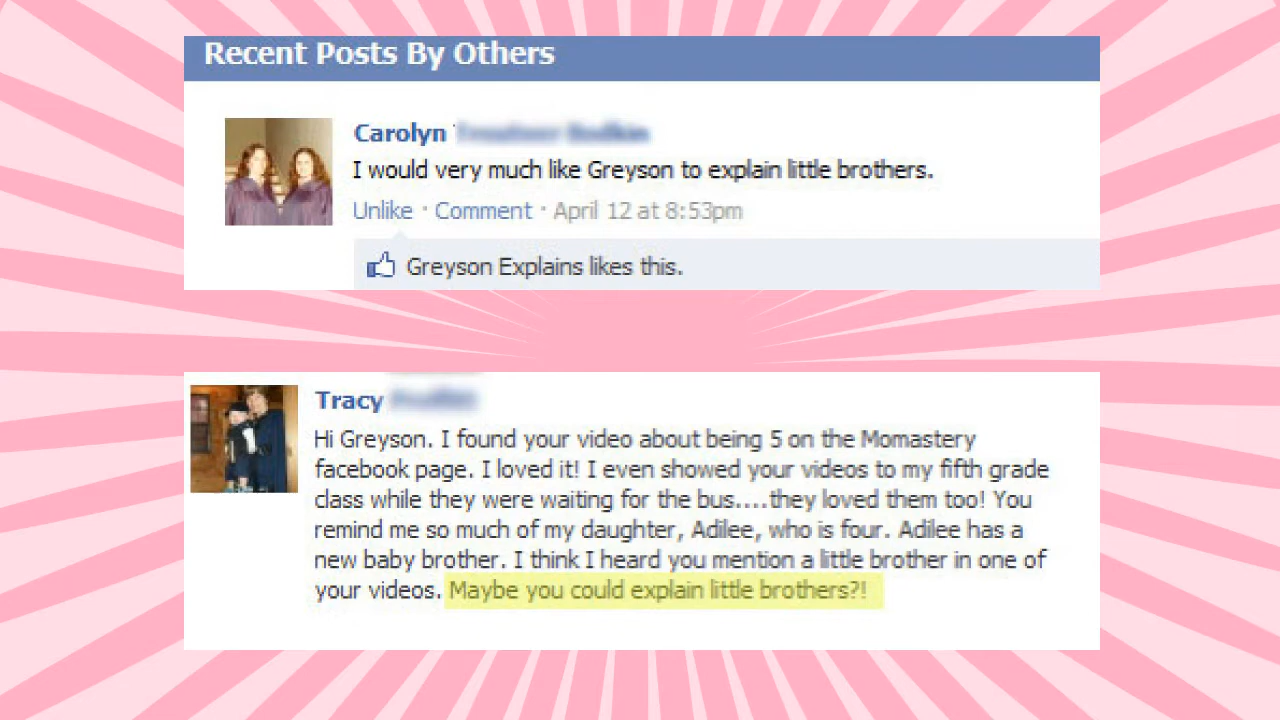 Recent Posts By Others
Carolyn
I would very much like Greyson to explain little brothers.
Unlike · Comment · April 12 at 8:53pm
Greyson Explains likes this.
Tracy
Hi Greyson. I found your video about being 5 on the Momastery
facebook page. I loved it! I even showed your videos to my fifth grade
class while they were waiting for the bus....they loved them too! You
remind me so much of my daughter, Adilee, who is four. Adilee has a
new baby brother. I think I heard you mention a little brother in one of
your videos. Maybe you could explain little brothers?!